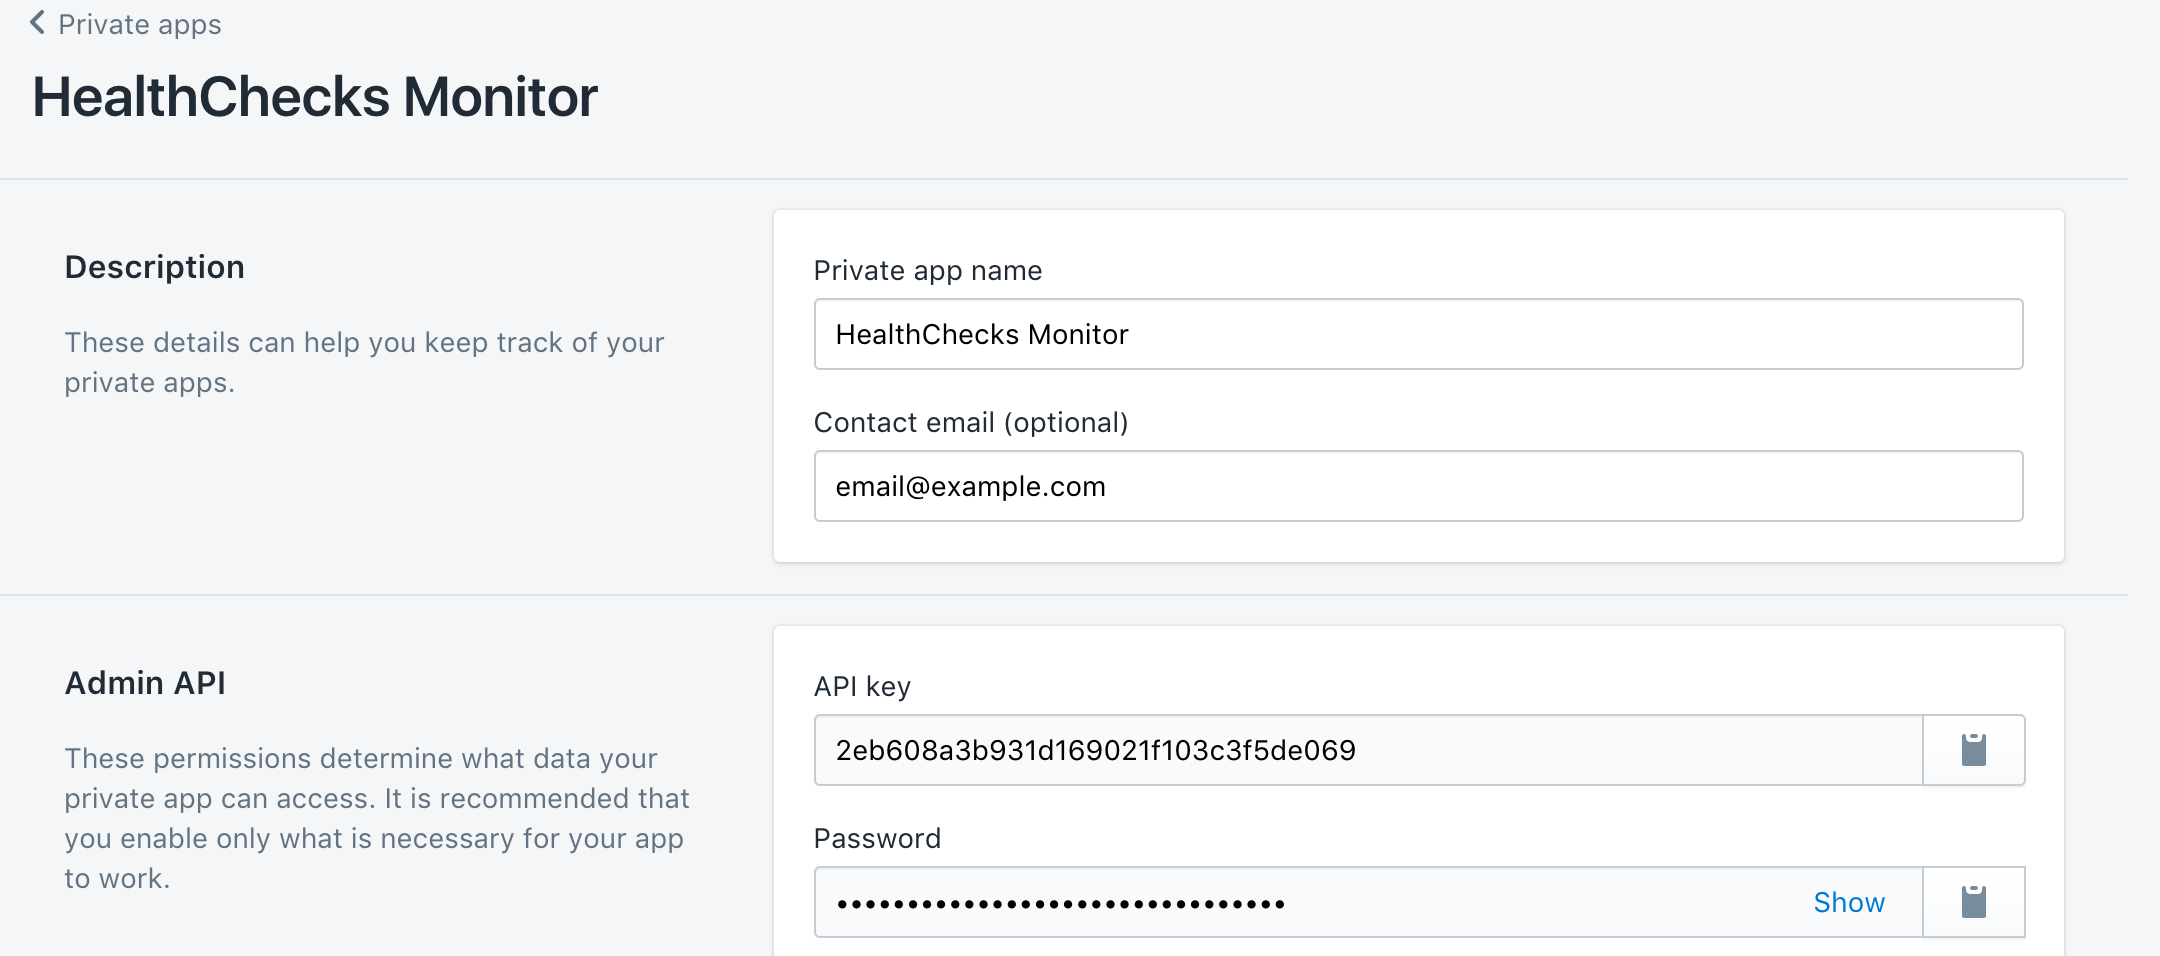 Private apps
HealthChecks Monitor
Description
These details can help you keep track of your
private apps.
Private app name
HealthChecks Monitor
Contact email (optional)
email@example.com
Admin API
These permissions determine what data your
private app can access. It is recommended that
you enable only what is necessary for your app
to work.
API key
2eb608a3b931d169021f103c3f5de069
Password
••••••••••••••••••••••••••••••••
Show